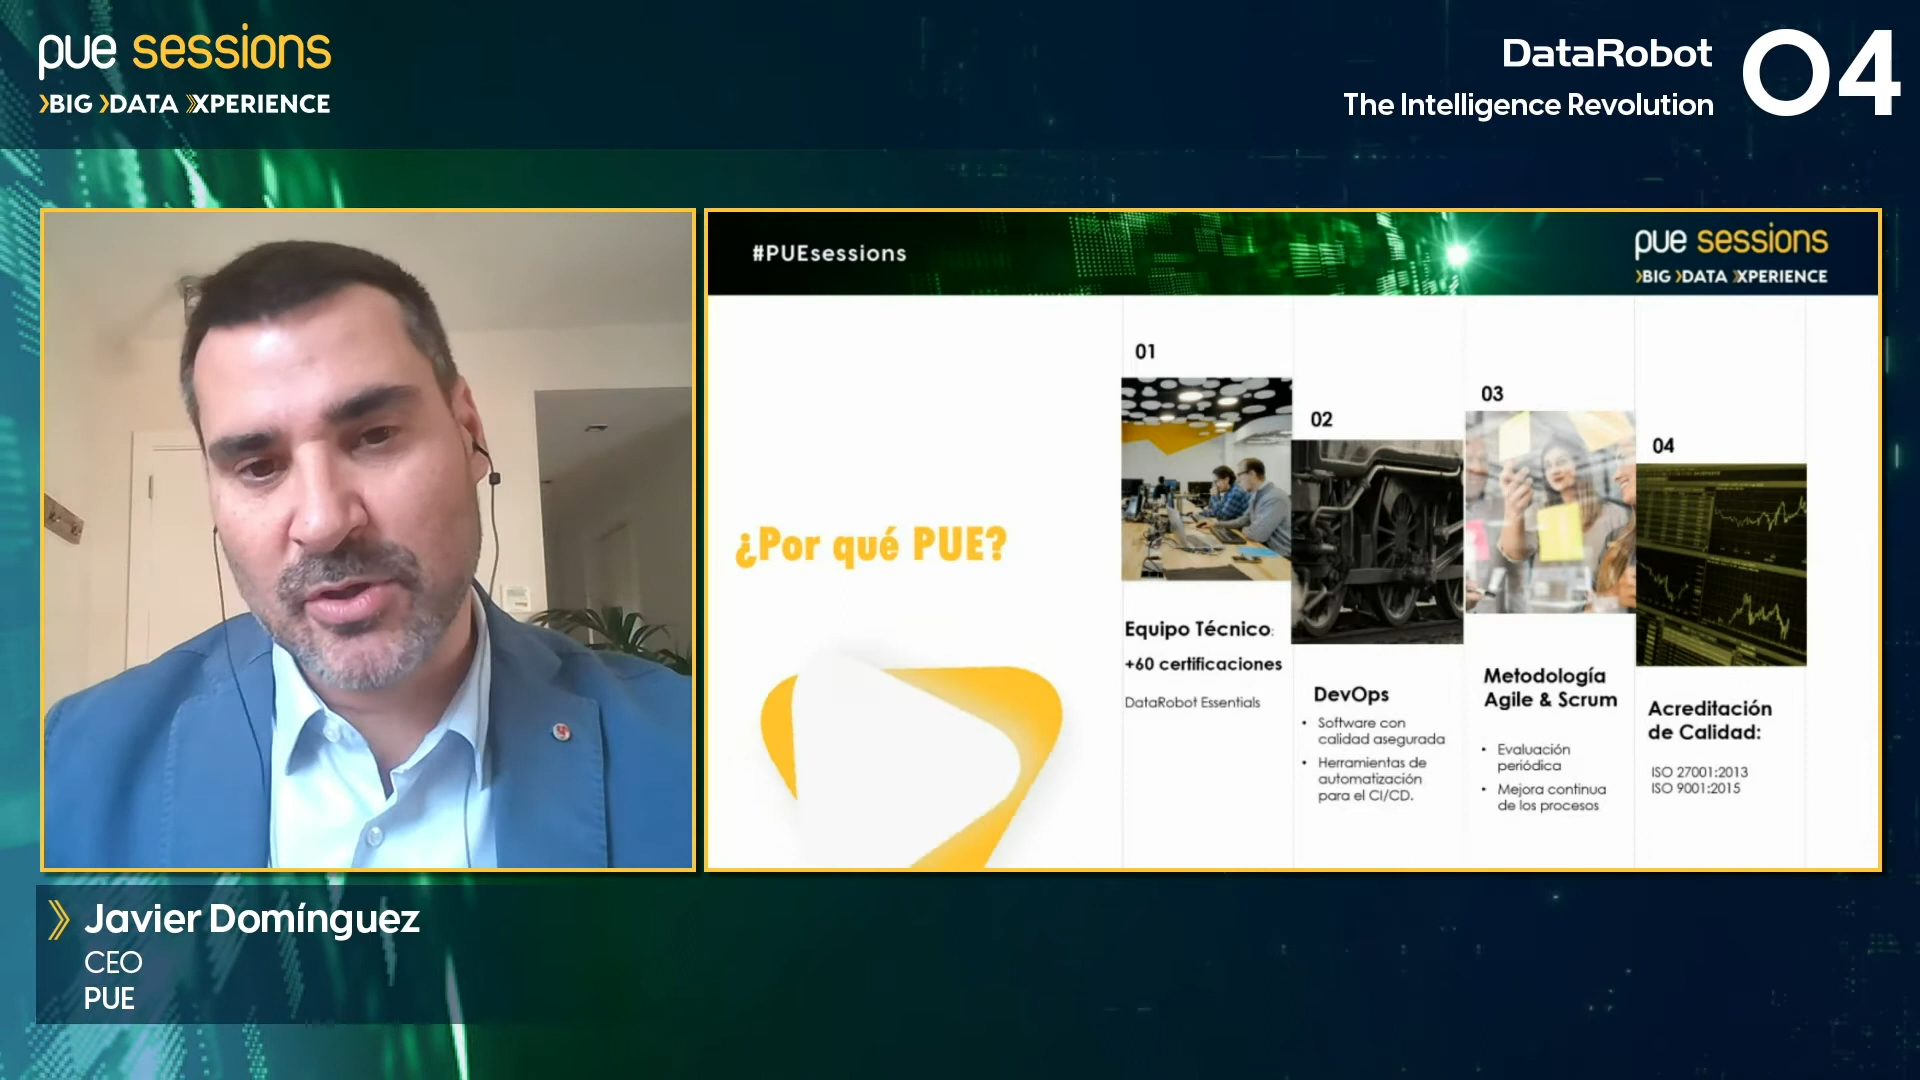 pue sessions
BIG DATA XPERIENCE
DataRobot
The Intelligence Revolution
04
#PUEsessions
pue sessions
BIG DATA XPERIENCE
¿Por qué PUE?
01
Equipo Técnico:
+60 certificaciones
DataRobot Essentials
02
DevOps
• Software con
calidad asegurada
• Herramientas de
automatización
para el CI/CD.
03
Metodología
Agile & Scrum
• Evaluación
periódica
• Mejora continua
de los procesos
04
Acreditación
de Calidad:
ISO 27001:2013
ISO 9001:2015
Javier Domínguez
CEO
PUE